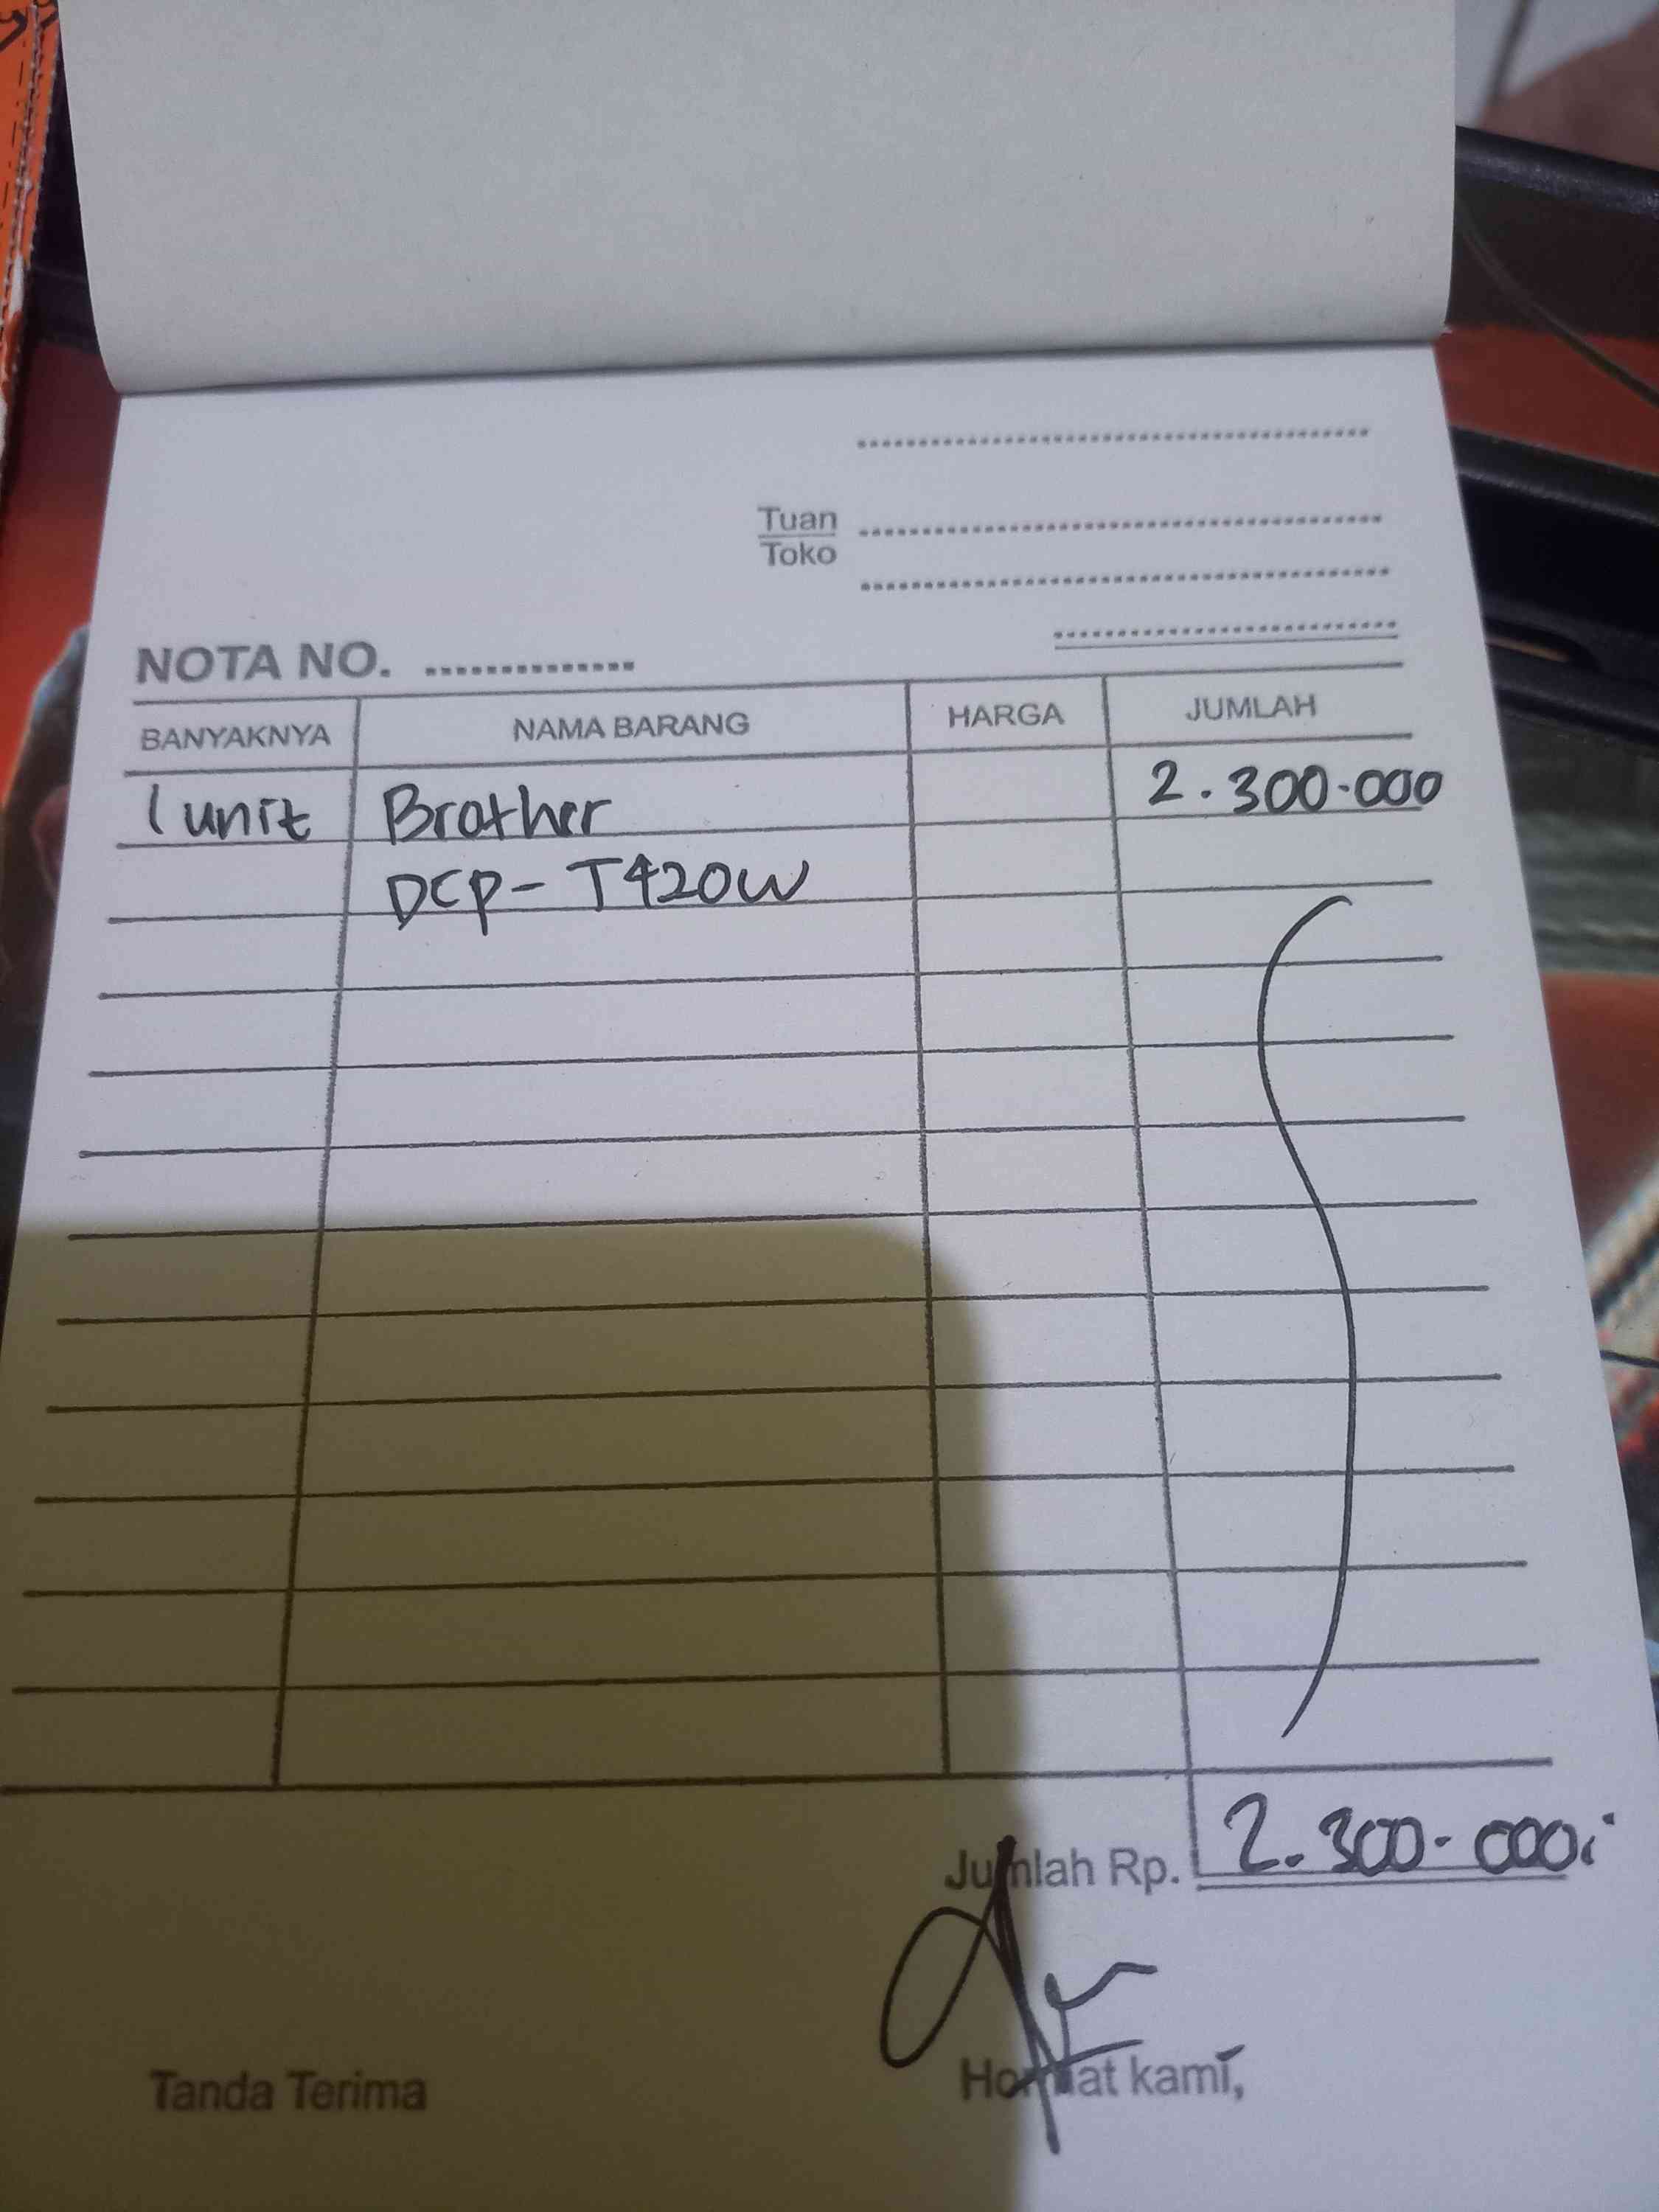 Tuan
Toko
NOTA NO. ..............
BANYAKNYA NAMA BARANG HARGA JUMLAH
1 unit Brother 2.300.000
DCP-T420W
Jumlah Rp. 2.300.000,-
Tanda Terima Hormat kami,